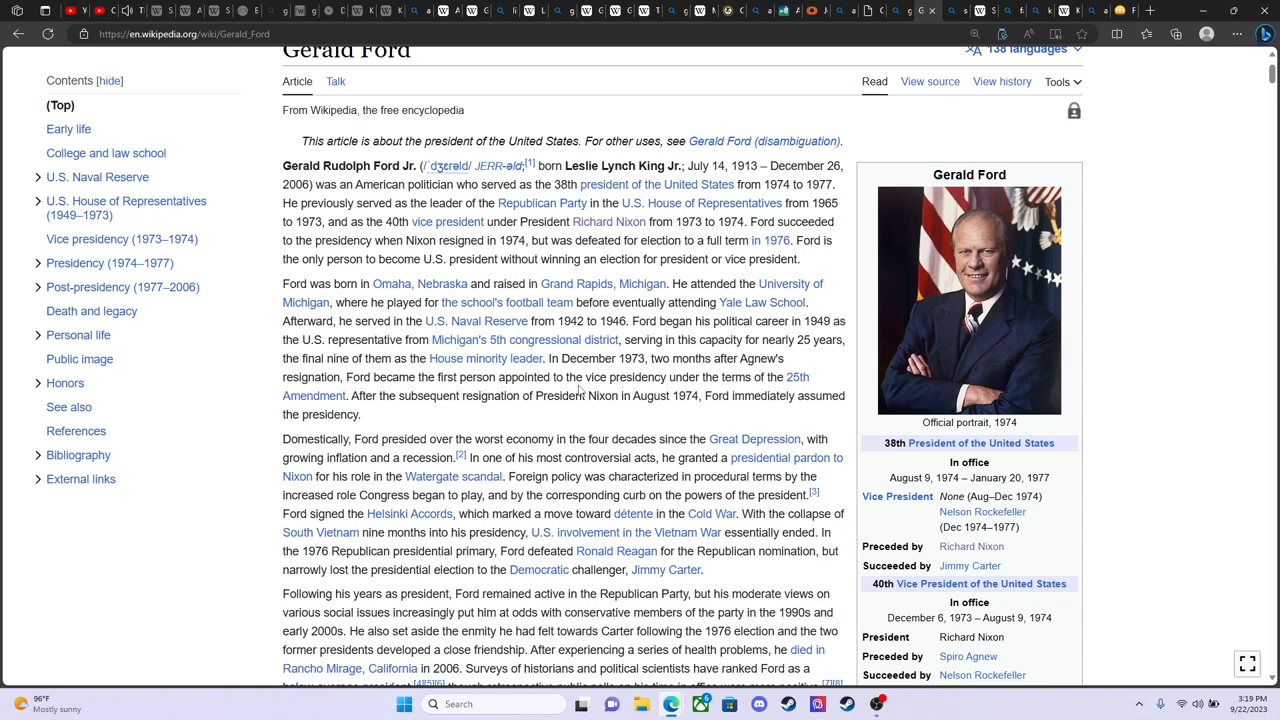 https://en.wikipedia.org/wiki/Gerald_Ford
Gerald Ford
138 languages
Contents [hide]
(Top)
Early life
College and law school
U.S. Naval Reserve
U.S. House of Representatives
(1949–1973)
Vice presidency (1973–1974)
Presidency (1974–1977)
Post-presidency (1977–2006)
Death and legacy
Personal life
Public image
Honors
See also
References
Bibliography
External links
Article Talk
Read View source View history Tools
From Wikipedia, the free encyclopedia
This article is about the president of the United States. For other uses, see Gerald Ford (disambiguation).
Gerald Rudolph Ford Jr. (/ˈdʒɛrəld/ JERR-əld;[1] born Leslie Lynch King Jr.; July 14, 1913 – December 26,
2006) was an American politician who served as the 38th president of the United States from 1974 to 1977.
He previously served as the leader of the Republican Party in the U.S. House of Representatives from 1965
to 1973, and as the 40th vice president under President Richard Nixon from 1973 to 1974. Ford succeeded
to the presidency when Nixon resigned in 1974, but was defeated for election to a full term in 1976. Ford is
the only person to become U.S. president without winning an election for president or vice president.
Ford was born in Omaha, Nebraska and raised in Grand Rapids, Michigan. He attended the University of
Michigan, where he played for the school's football team before eventually attending Yale Law School.
Afterward, he served in the U.S. Naval Reserve from 1942 to 1946. Ford began his political career in 1949 as
the U.S. representative from Michigan's 5th congressional district, serving in this capacity for nearly 25 years,
the final nine of them as the House minority leader. In December 1973, two months after Agnew's
resignation, Ford became the first person appointed to the vice presidency under the terms of the 25th
Amendment. After the subsequent resignation of President Nixon in August 1974, Ford immediately assumed
the presidency.
Domestically, Ford presided over the worst economy in the four decades since the Great Depression, with
growing inflation and a recession.[2] In one of his most controversial acts, he granted a presidential pardon to
Nixon for his role in the Watergate scandal. Foreign policy was characterized in procedural terms by the
increased role Congress began to play, and by the corresponding curb on the powers of the president.[3]
Ford signed the Helsinki Accords, which marked a move toward détente in the Cold War. With the collapse of
South Vietnam nine months into his presidency, U.S. involvement in the Vietnam War essentially ended. In
the 1976 Republican presidential primary, Ford defeated Ronald Reagan for the Republican nomination, but
narrowly lost the presidential election to the Democratic challenger, Jimmy Carter.
Following his years as president, Ford remained active in the Republican Party, but his moderate views on
various social issues increasingly put him at odds with conservative members of the party in the 1990s and
early 2000s. He also set aside the enmity he had felt towards Carter following the 1976 election and the two
former presidents developed a close friendship. After experiencing a series of health problems, he died in
Rancho Mirage, California in 2006. Surveys of historians and political scientists have ranked Ford as a
Gerald Ford
Official portrait, 1974
38th President of the United States
In office
August 9, 1974 – January 20, 1977
Vice President None (Aug–Dec 1974)
Nelson Rockefeller
(Dec 1974–1977)
Preceded by Richard Nixon
Succeeded by Jimmy Carter
40th Vice President of the United States
In office
December 6, 1973 – August 9, 1974
President Richard Nixon
Preceded by Spiro Agnew
Succeeded by Nelson Rockefeller
96°F
Mostly sunny
Search
6
3:19 PM
9/22/2023